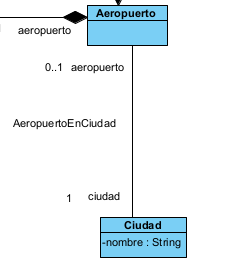 Aeropuerto
aeropuerto
0..1 aeropuerto
AeropuertoEnCiudad
1 ciudad
Ciudad
-nombre : String